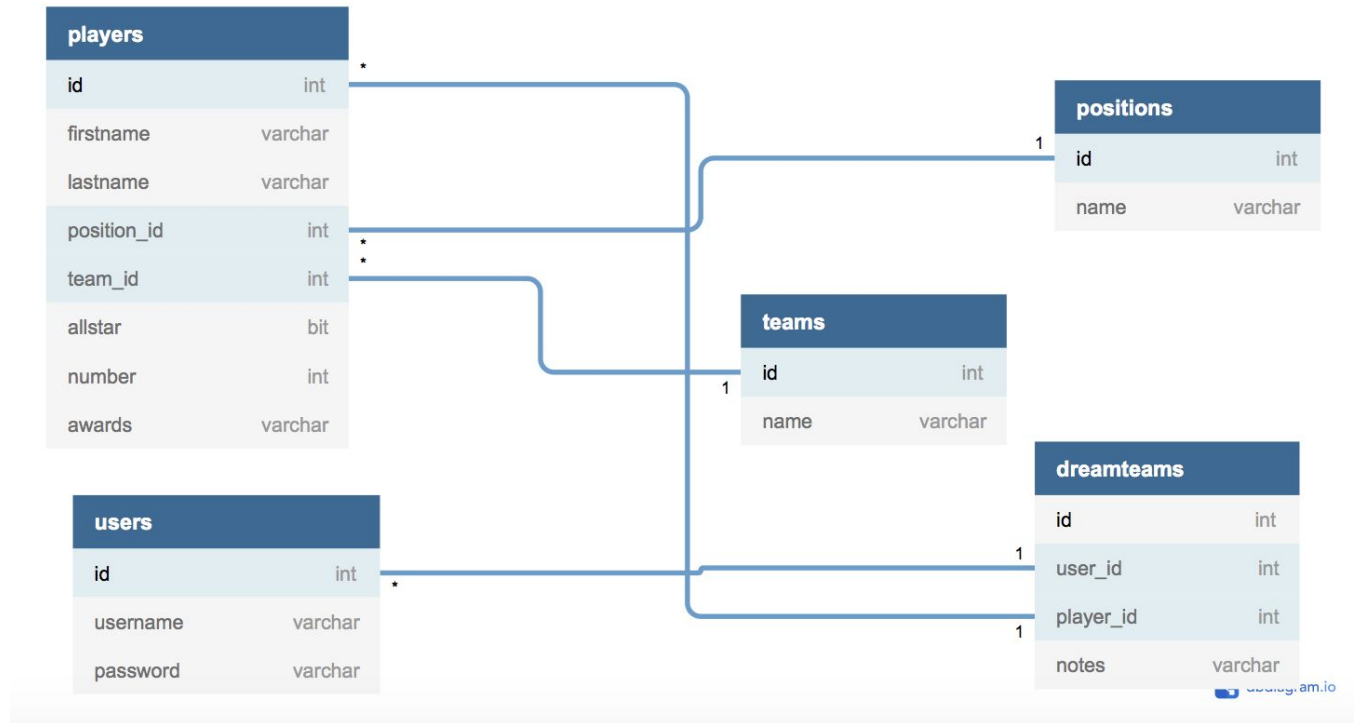 players
id int
firstname varchar
lastname varchar
position_id int
team_id int
allstar bit
number int
awards varchar
*
*
*
positions
1
id int
name varchar
teams
id int
1
name varchar
users
id int
*
username varchar
password varchar
dreamteams
id int
1
user_id int
player_id int
1
notes varchar
dbdiagram.io